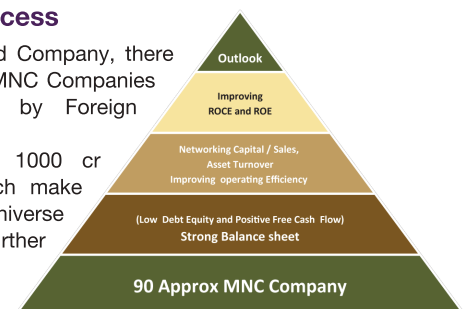 cess
d Company, there
MNC Companies
by Foreign
1000 cr
ch make
niverse
rther
Outlook
Improving
ROCE and ROE
Networking Capital / Sales,
Asset Turnover
Improving operating Efficiency
(Low Debt Equity and Positive Free Cash Flow)
Strong Balance sheet
90 Approx MNC Company